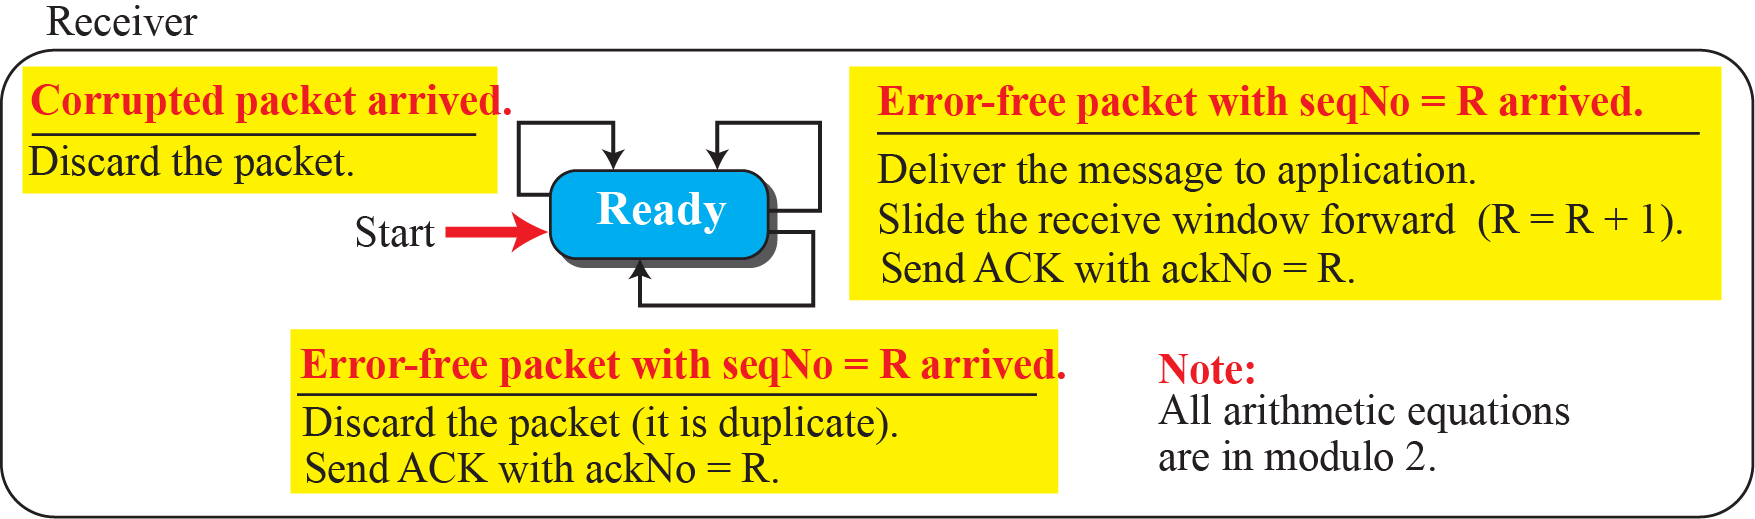 Receiver
Corrupted packet arrived.
Discard the packet.
Error-free packet with seqNo = R arrived.
Deliver the message to application.
Slide the receive window forward (R = R + 1).
Send ACK with ackNo = R.
Ready
Start
Error-free packet with seqNo = R arrived.
Discard the packet (it is duplicate).
Send ACK with ackNo = R.
Note:
All arithmetic equations
are in modulo 2.